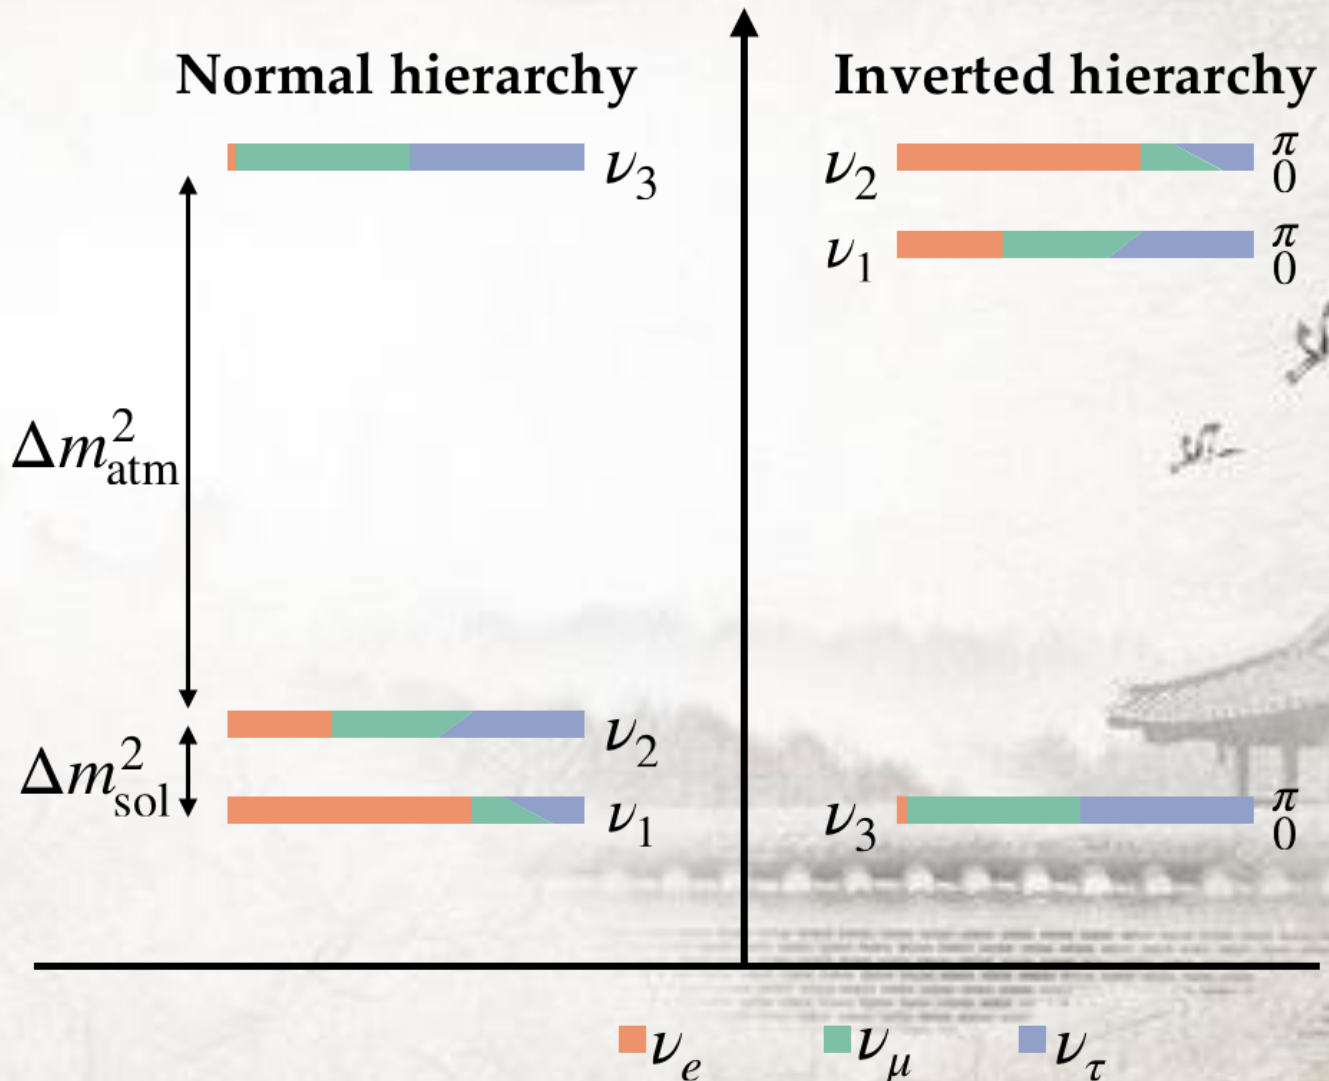 Normal hierarchy
ν₃
Δm²atm
ν₂
Δm²sol
ν₁
Inverted hierarchy
ν₂ π 0
ν₁ π 0
ν₃ π 0
νe νμ ντ